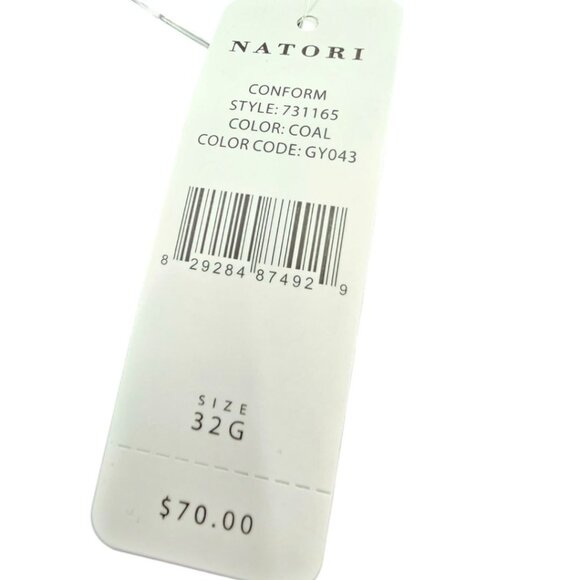 NATORI
CONFORM
STYLE: 731165
COLOR: COAL
COLOR CODE: GY043
8 29284 87492 9
SIZE
32G
$70.00